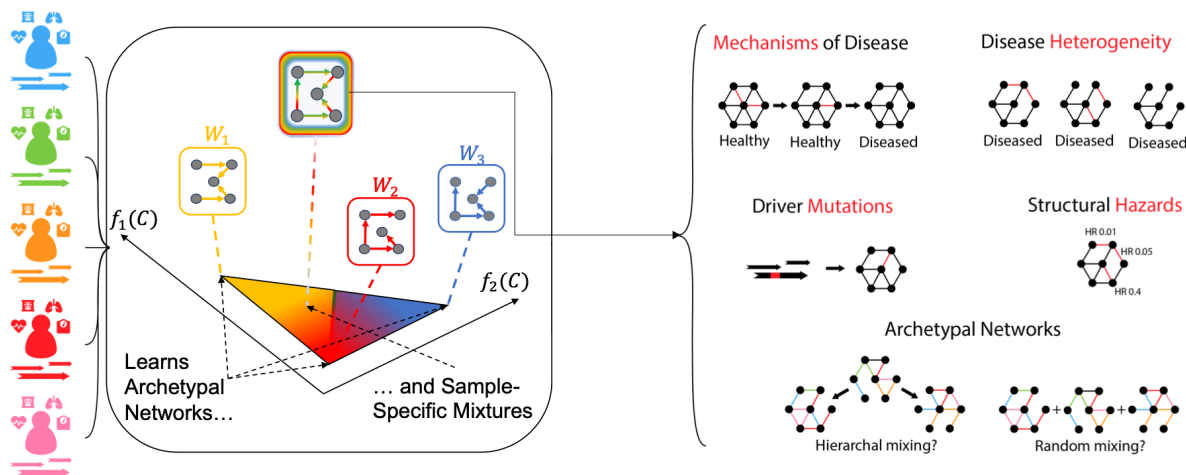 W₁
W₂
W₃
f₁(C)
f₂(C)
Learns
Archetypal
Networks…
… and Sample-
Specific Mixtures
Mechanisms of Disease
Healthy
Healthy
Diseased
Disease Heterogeneity
Diseased
Diseased
Diseased
Driver Mutations
Structural Hazards
HR 0.01
HR 0.05
HR 0.4
Archetypal Networks
+
+
Hierarchal mixing?
Random mixing?